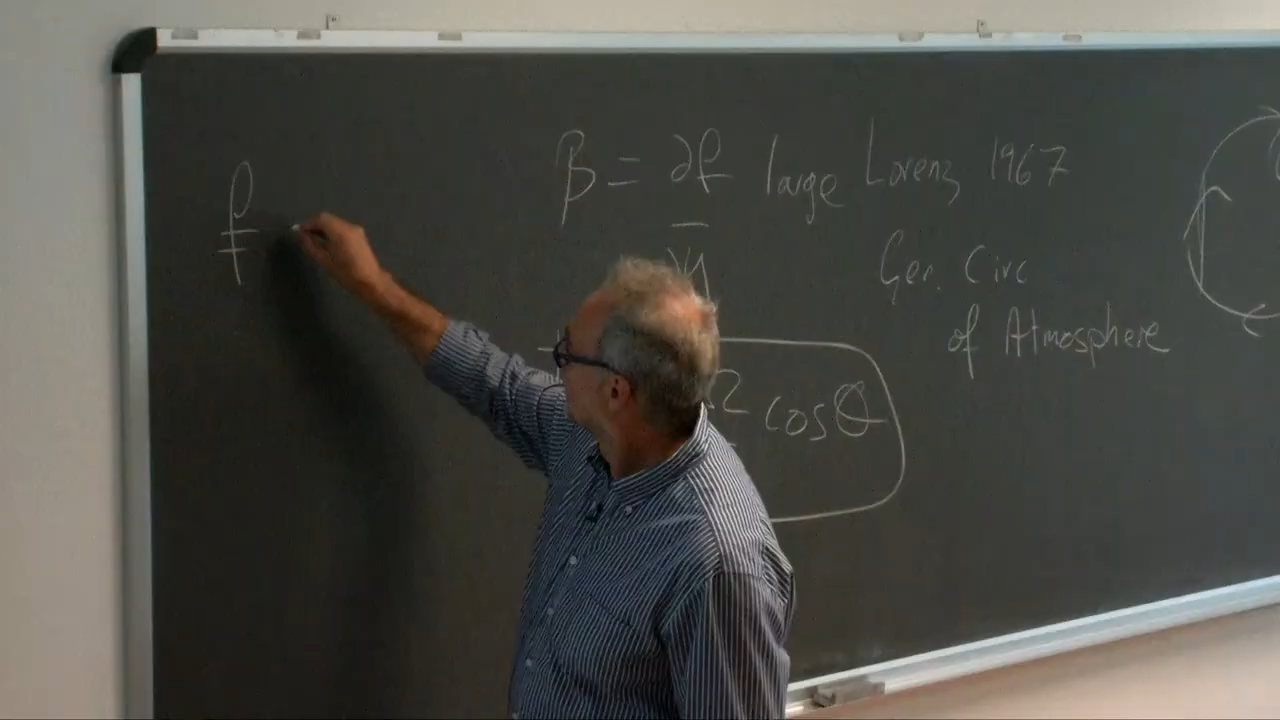 f
β = ∂f large Lorenz 1967
∂y
Gen. Circ
of Atmosphere
cosθ